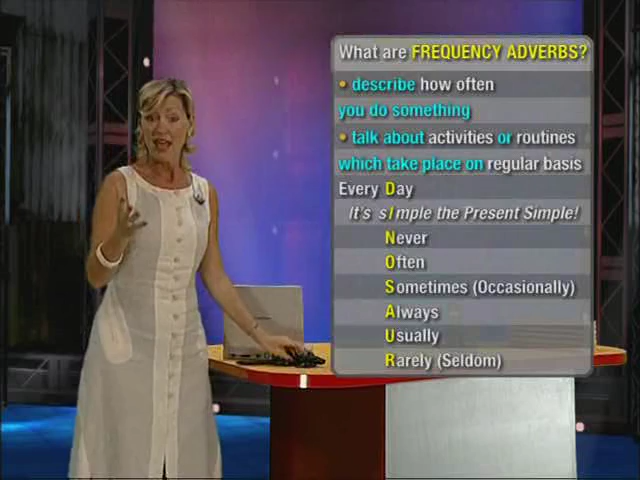 What are FREQUENCY ADVERBS?
• describe how often
you do something
• talk about activities or routines
which take place on regular basis
Every Day
It's sImple the Present Simple!
Never
Often
Sometimes (Occasionally)
Always
Usually
Rarely (Seldom)